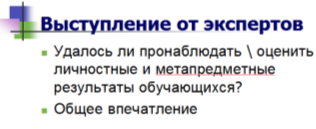 Выступление от экспертов
Удалось ли пронаблюдать \ оценить
личностные и метапредметные
результаты обучающихся?
Общее впечатление